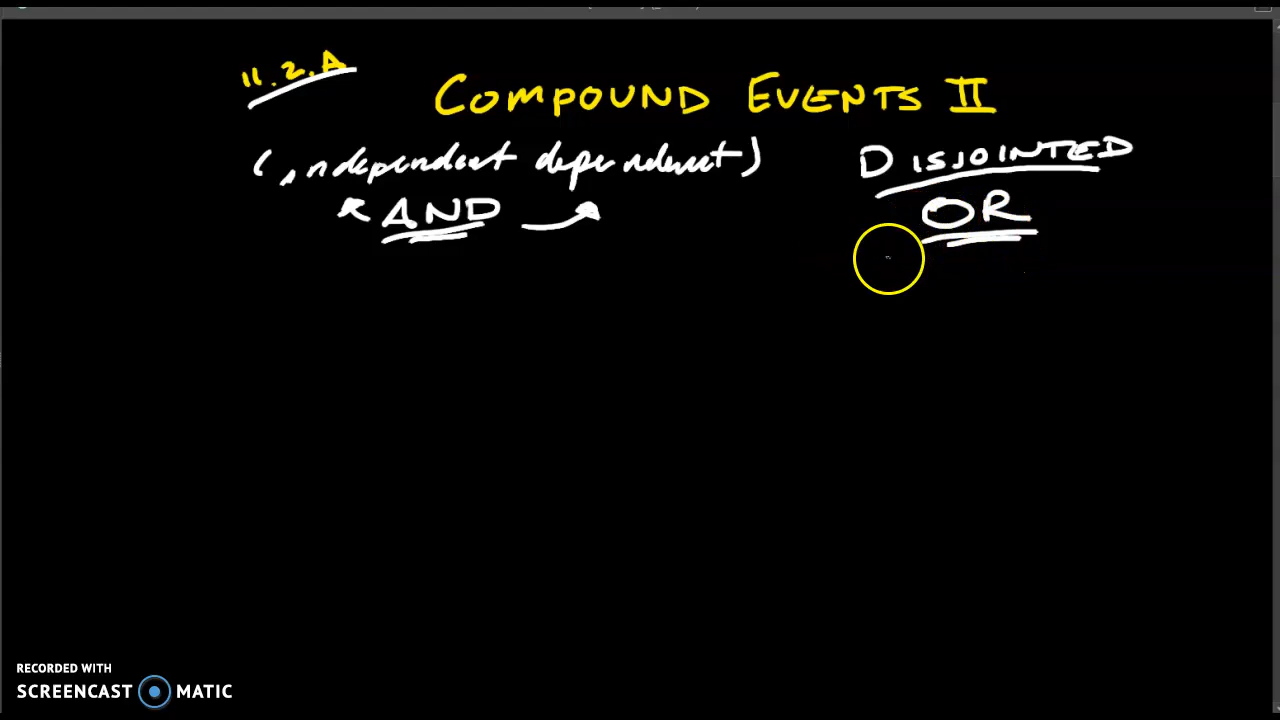 11.2.A
COMPOUND EVENTS II
(independent dependent) DISJOINTED
AND OR
RECORDED WITH
SCREENCAST MATIC